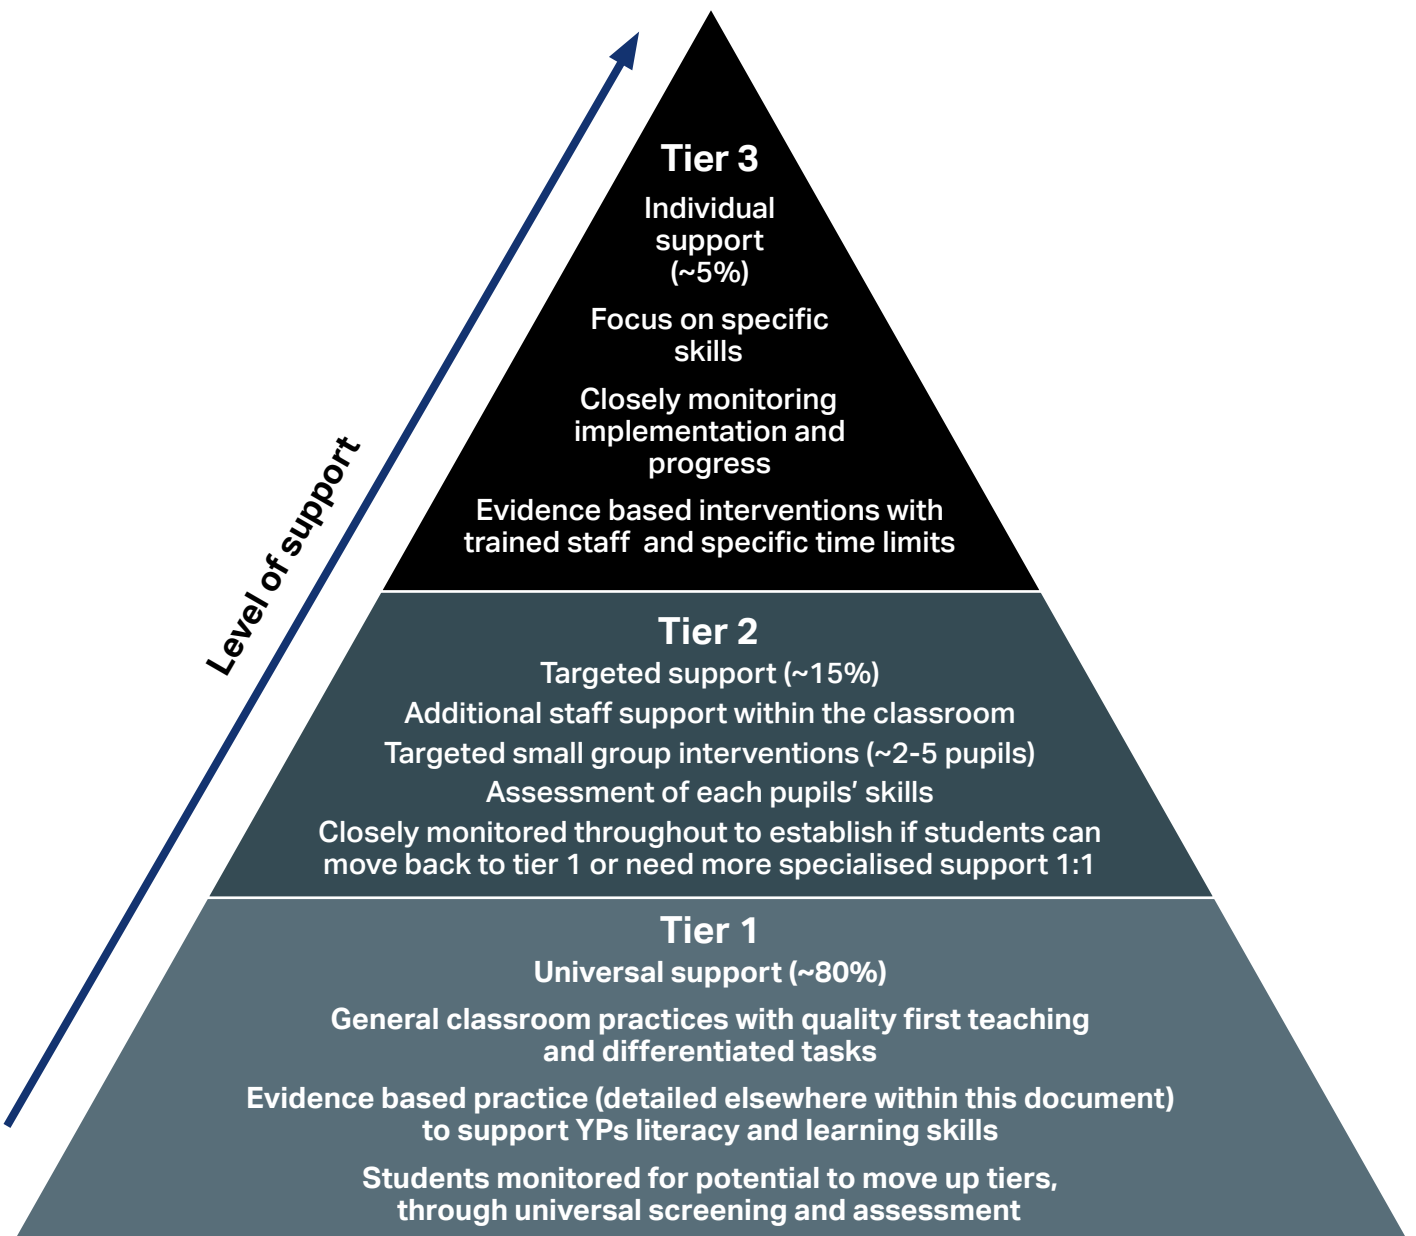 Level of support
Tier 3
Individual
support
(~5%)
Focus on specific
skills
Closely monitoring
implementation and
progress
Evidence based interventions with
trained staff  and specific time limits
Tier 2
Targeted support (~15%)
Additional staff support within the classroom
Targeted small group interventions (~2-5 pupils)
Assessment of each pupils’ skills
Closely monitored throughout to establish if students can
move back to tier 1 or need more specialised support 1:1
Tier 1
Universal support (~80%)
General classroom practices with quality first teaching
and differentiated tasks
Evidence based practice (detailed elsewhere within this document)
to support YPs literacy and learning skills
Students monitored for potential to move up tiers,
through universal screening and assessment